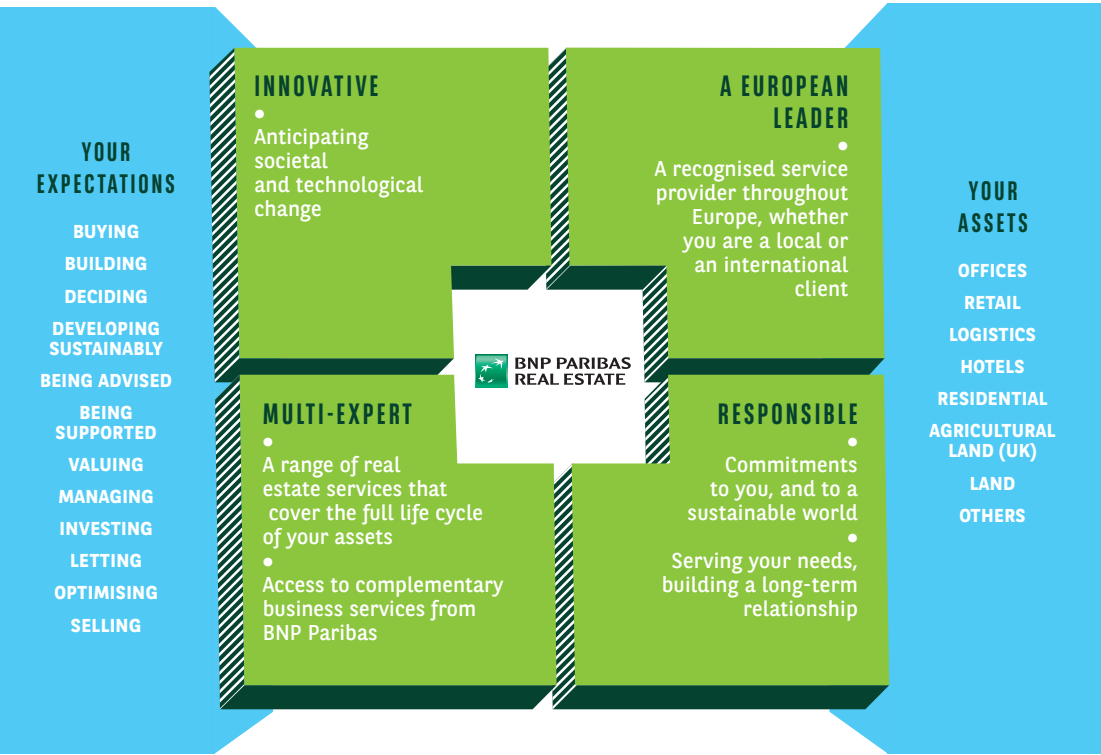 YOUR
EXPECTATIONS
BUYING
BUILDING
DECIDING
DEVELOPING
SUSTAINABLY
BEING ADVISED
BEING
SUPPORTED
VALUING
MANAGING
INVESTING
LETTING
OPTIMISING
SELLING
INNOVATIVE
•
Anticipating
societal
and technological
change
A EUROPEAN
LEADER
•
A recognised service
provider throughout
Europe, whether
you are a local or
an international
client
BNP PARIBAS
REAL ESTATE
MULTI-EXPERT
•
A range of real
estate services that
cover the full life cycle
of your assets
•
Access to complementary
business services from
BNP Paribas
RESPONSIBLE
•
Commitments
to you, and to a
sustainable world
•
Serving your needs,
building a long-term
relationship
YOUR
ASSETS
OFFICES
RETAIL
LOGISTICS
HOTELS
RESIDENTIAL
AGRICULTURAL
LAND (UK)
LAND
OTHERS